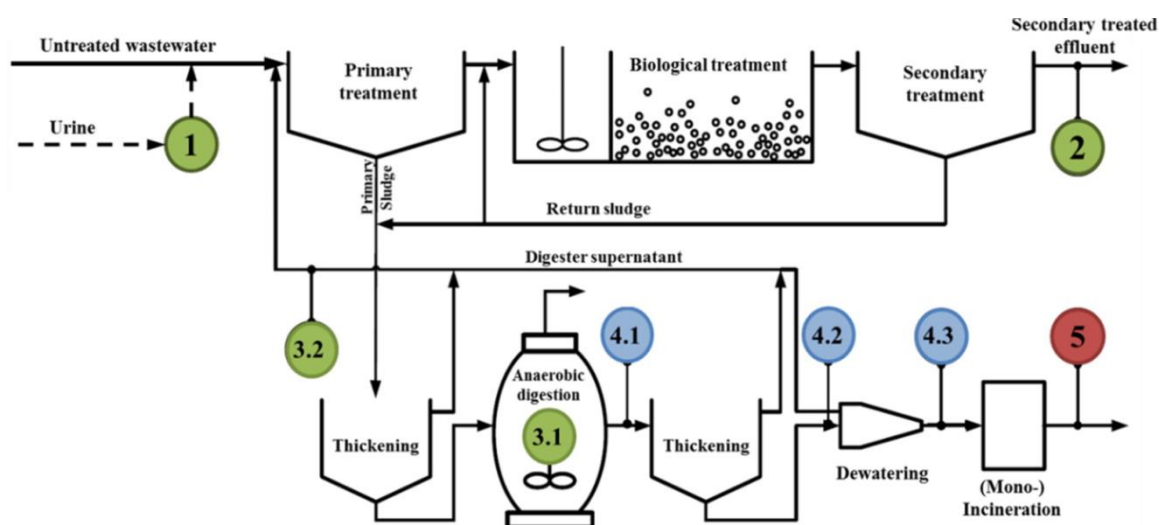 Untreated wastewater
Urine
1
Primary
treatment
Primary
Sludge
Biological treatment
Secondary
treatment
Secondary treated
effluent
2
Return sludge
Digester supernatant
3.2
Thickening
Anaerobic
digestion
3.1
4.1
Thickening
4.2
Dewatering
4.3
(Mono-)
Incineration
5